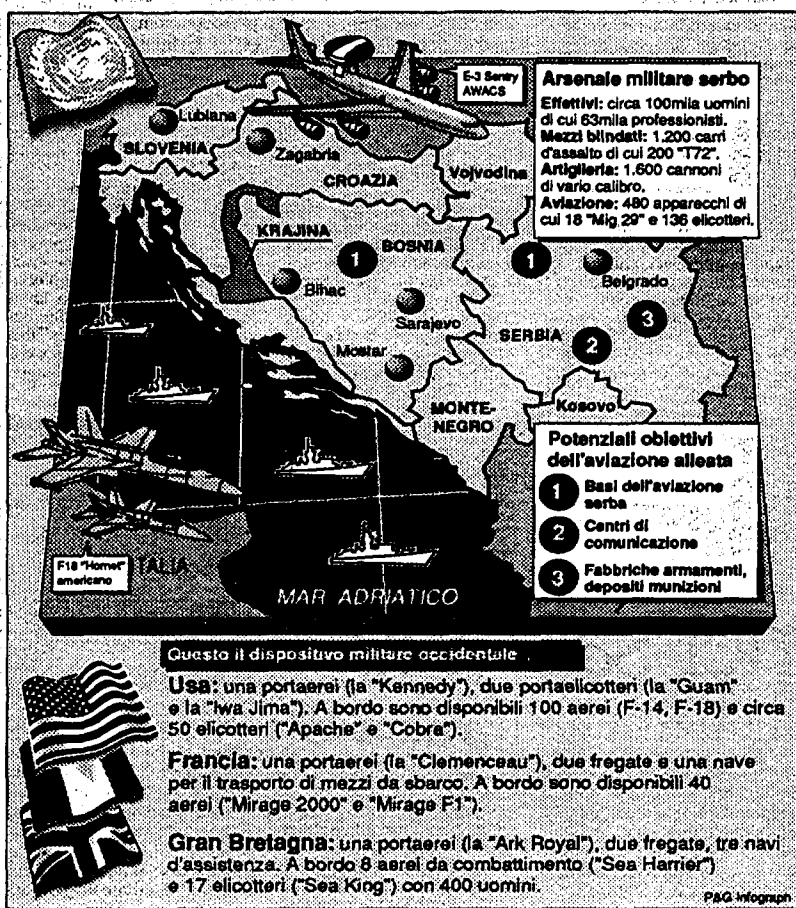 E-3 Sentry
AWACS
Arsenale militare serbo
Effettivi: circa 100mila uomini
di cui 63mila professionisti.
Mezzi blindati: 1.200 carri
d'assalto di cui 200 "T72".
Artiglieria: 1.600 cannoni
di vario calibro.
Aviazione: 480 apparecchi di
cui 18 "Mig 29" e 136 elicotteri.
Lubiana
SLOVENIA
Zagabria
CROAZIA
Vojvodina
KRAJINA
BOSNIA
1
1
Bihac
Belgrado
Sarajevo
3
SERBIA
2
Mostar
MONTE-
NEGRO
Kosovo
Potenziali obiettivi
dell'aviazione alleata
1 Basi dell'aviazione
serba
2 Centri di
comunicazione
3 Fabbriche armamenti,
depositi munizioni
F18 "Hornet"
americano
ITALIA
MAR ADRIATICO
Questo il dispositivo militare occidentale
Usa: una portaerei (la "Kennedy"), due portaelicotteri (la "Guam"
e la "Iwa Jima"). A bordo sono disponibili 100 aerei (F-14, F-18) e circa
50 elicotteri ("Apache" e "Cobra").
Francia: una portaerei (la "Clemenceau"), due fregate e una nave
per il trasporto di mezzi da sbarco. A bordo sono disponibili 40
aerei ("Mirage 2000" e "Mirage F1").
Gran Bretagna: una portaerei (la "Ark Royal"), due fregate, tre navi
d'assistenza. A bordo 8 aerei da combattimento ("Sea Harrier")
e 17 elicotteri ("Sea King") con 400 uomini.
P&G Infograph